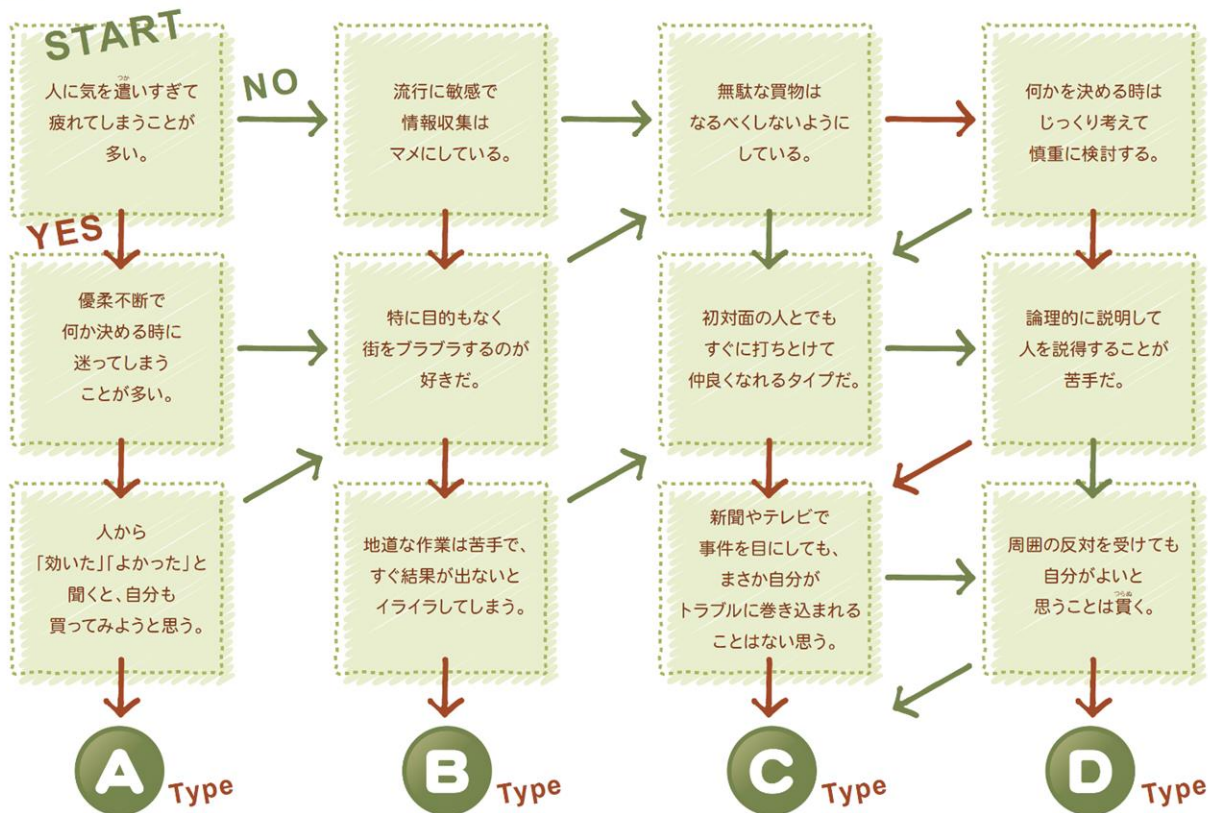 START
人に気を遣いすぎて
疲れてしまうことが
多い。
つか
NO
流行に敏感で
情報収集は
マメにしている。
無駄な買物は
なるべくしないように
している。
何かを決める時は
じっくり考えて
慎重に検討する。
YES
優柔不断で
何か決める時に
迷ってしまう
ことが多い。
特に目的もなく
街をブラブラするのが
好きだ。
初対面の人とでも
すぐに打ちとけて
仲良くなれるタイプだ。
論理的に説明して
人を説得することが
苦手だ。
人から
「効いた」「よかった」と
聞くと、自分も
買ってみようと思う。
地道な作業は苦手で、
すぐ結果が出ないと
イライラしてしまう。
新聞やテレビで
事件を目にしても、
まさか自分が
トラブルに巻き込まれる
ことはない思う。
周囲の反対を受けても
自分がよいと
思うことは貫く。
つらぬ
A Type
B Type
C Type
D Type